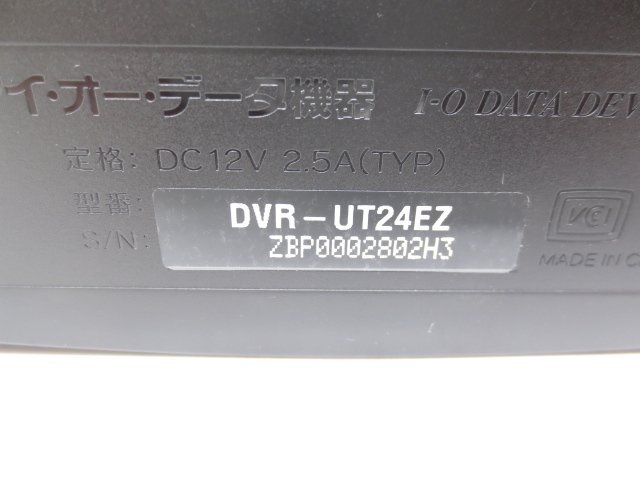 イ・オー・データ機器 I-O DATA DEV
定格: DC12V 2.5A(TYP)
型番: DVR-UT24EZ
S/N: ZBP0002802H3
VCI
MADE IN C